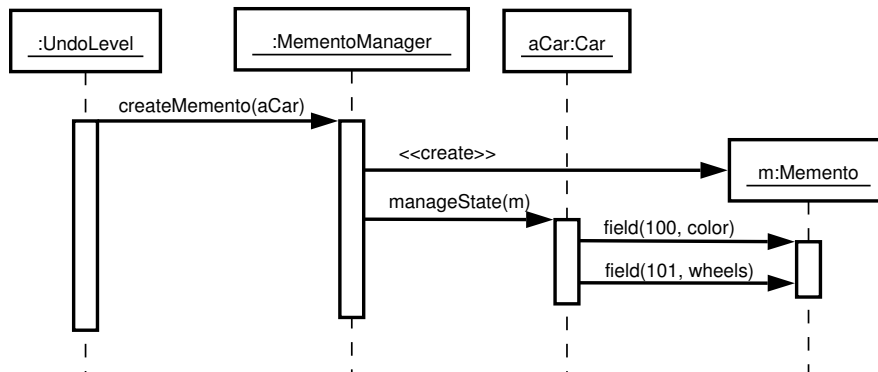 :UndoLevel
:MementoManager
aCar:Car
createMemento(aCar)
<<create>>
m:Memento
manageState(m)
field(100, color)
field(101, wheels)